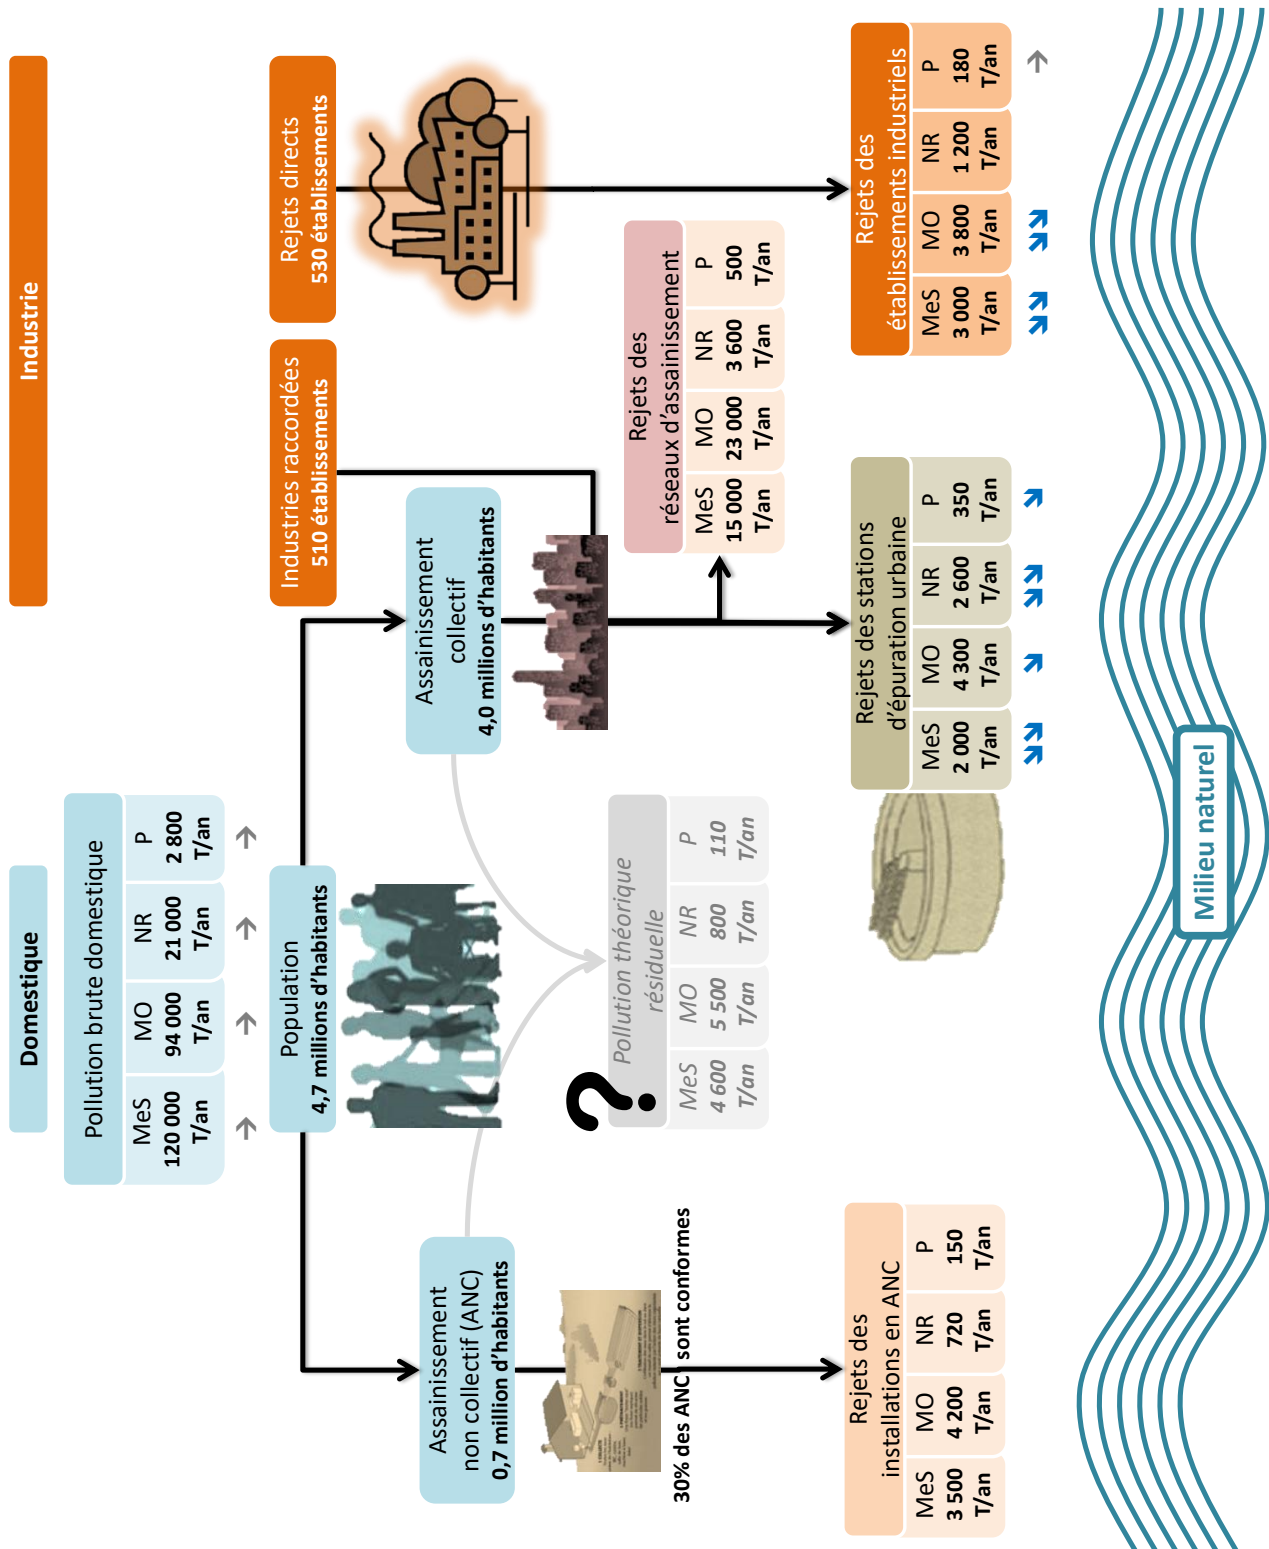 Domestique
Industrie
Pollution brute domestique
MeS MO NR P
120 000 94 000 21 000 2 800
T/an T/an T/an T/an
Population
4,7 millions d'habitants
Industries raccordées
510 établissements
Rejets directs
530 établissements
Assainissement
non collectif (ANC)
0,7 million d'habitants
Assainissement
collectif
4,0 millions d'habitants
30% des ANC sont conformes
?
Pollution théorique
résiduelle
MeS MO NR P
4 600 5 500 800 110
T/an T/an T/an T/an
Rejets des
réseaux d'assainissement
MeS MO NR P
15 000 23 000 3 600 500
T/an T/an T/an T/an
Rejets des
installations en ANC
MeS MO NR P
3 500 4 200 720 150
T/an T/an T/an T/an
Rejets des stations
d'épuration urbaine
MeS MO NR P
2 000 4 300 2 600 350
T/an T/an T/an T/an
Rejets des
établissements industriels
MeS MO NR P
3 000 3 800 1 200 180
T/an T/an T/an T/an
Milieu naturel